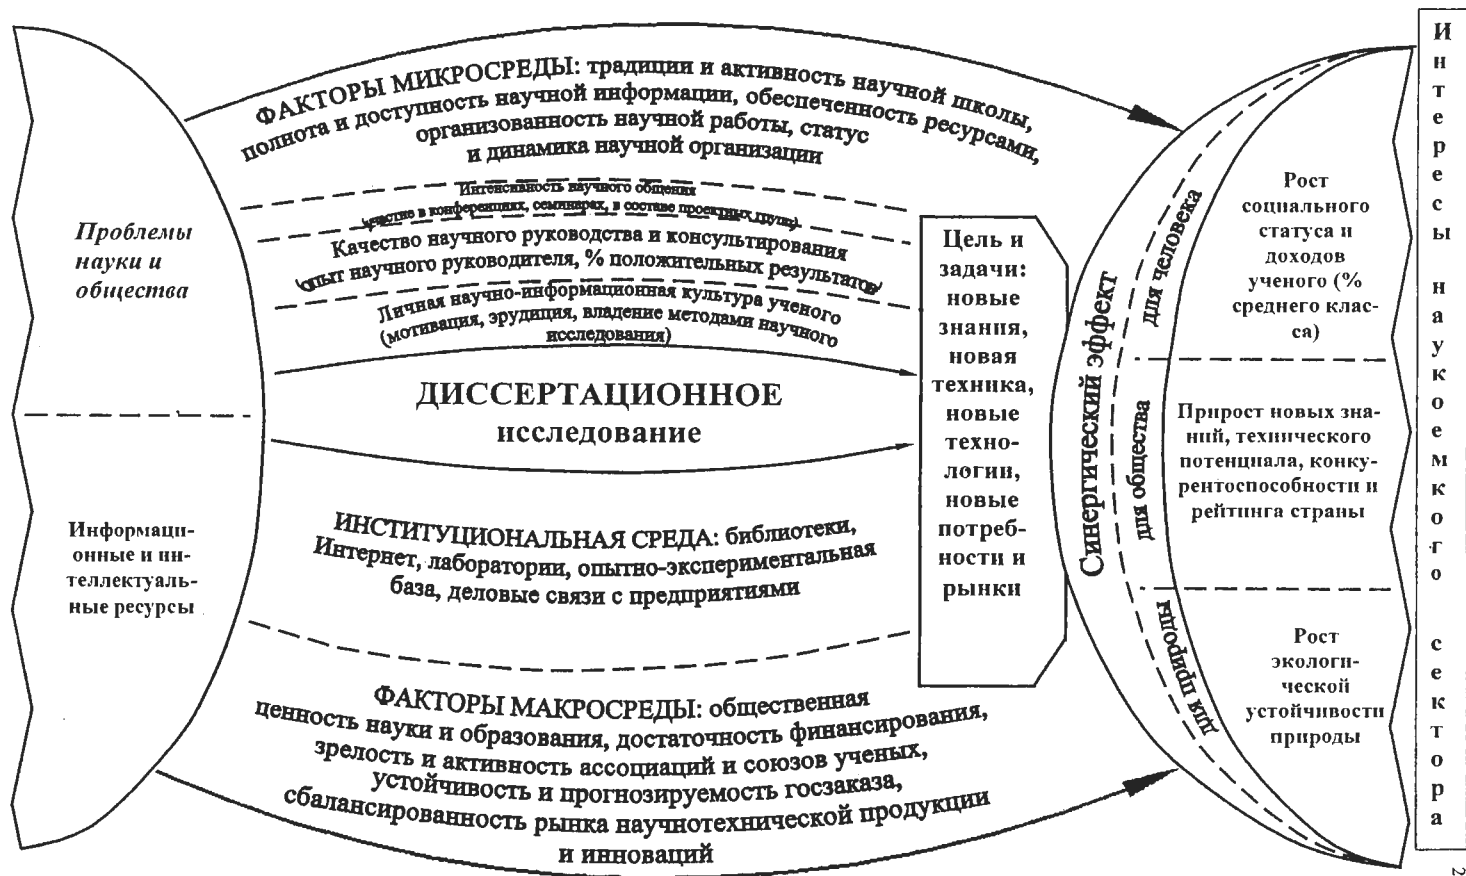 Проблемы
науки и
общества
Информаци-
онные и ин-
теллектуаль-
ные ресурсы
ФАКТОРЫ МИКРОСРЕДЫ: традиции и активность научной школы,
полнота и доступность научной информации, обеспеченность ресурсами,
организованность научной работы, статус
и динамика научной организации
Интенсивность научного общения
(участие в конференциях, семинарах, в составе проектных групп)
Качество научного руководства и консультирования
(опыт научного руководителя, % положительных результатов)
Личная научно-информационная культура ученого
(мотивация, эрудиция, владение методами научного
исследования)
ДИССЕРТАЦИОННОЕ
исследование
ИНСТИТУЦИОНАЛЬНАЯ СРЕДА: библиотеки,
Интернет, лаборатории, опытно-экспериментальная
база, деловые связи с предприятиями
ФАКТОРЫ МАКРОСРЕДЫ: общественная
ценность науки и образования, достаточность финансирования,
зрелость и активность ассоциаций и союзов ученых,
устойчивость и прогнозируемость госзаказа,
сбалансированность рынка научнотехнической продукции
и инноваций
Цель и
задачи:
новые
знания,
новая
техника,
новые
техно-
логии,
новые
потреб-
ности и
рынки
Синергический эффект
для человека
для общества
для природы
Рост
социального
статуса и
доходов
ученого (%
среднего клас-
са)
Прирост новых зна-
ний, технического
потенциала, конку-
рентоспособности и
рейтинга страны
Рост
экологи-
ческой
устойчивости
природы
Интересы наукоемкого сектора
2